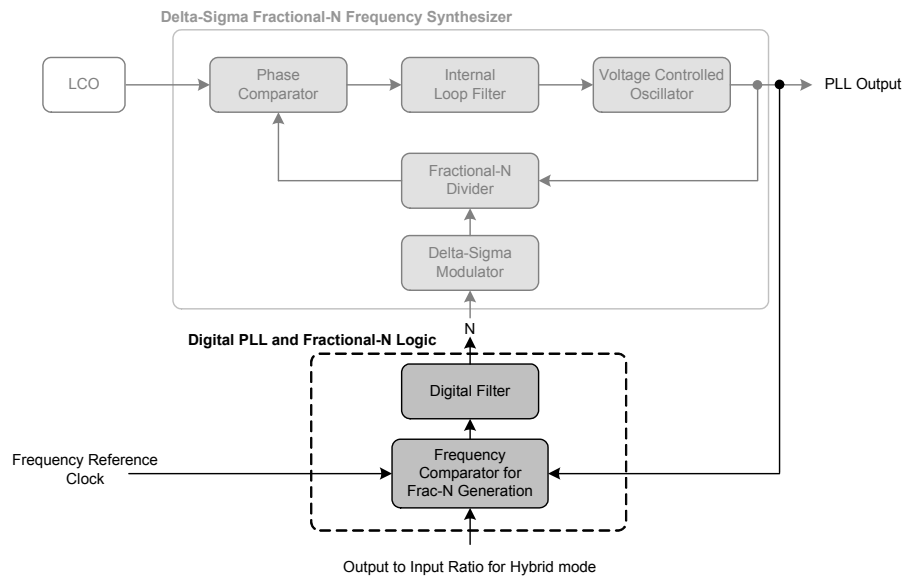 Delta-Sigma Fractional-N Frequency Synthesizer
LCO
Phase
Comparator
Internal
Loop Filter
Voltage Controlled
Oscillator
PLL Output
Fractional-N
Divider
Delta-Sigma
Modulator
N
Digital PLL and Fractional-N Logic
Digital Filter
Frequency Reference
Clock
Frequency
Comparator for
Frac-N Generation
Output to Input Ratio for Hybrid mode